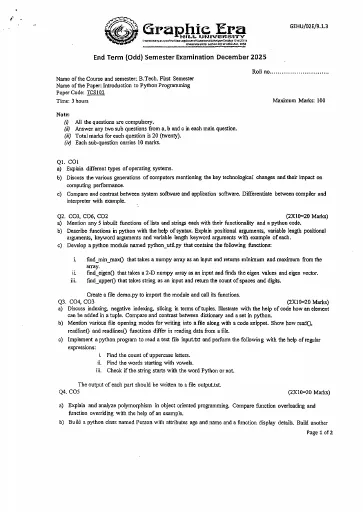 GEHU/02E/R.1.3
Graphic Era
HILL UNIVERSITY
End Term (Odd) Semester Examination December 2025
Roll no..............................
Name of the Course and semester: B.Tech, First Semester
Name of the Paper: Introduction to Python Programming
Paper Code: TCS102
Time: 3 hours Maximum Marks: 100
Note:
(i) All the questions are compulsory.
(ii) Answer any two sub questions from a, b and c in each main question.
(iii) Total marks for each question is 20 (twenty).
(iv) Each sub-question carries 10 marks.
Q1. CO1
a) Explain different types of operating systems.
b) Discuss the various generations of computers mentioning the key technological changes and their impact on
computing performance.
c) Compare and contrast between system software and application software. Differentiate between compiler and
interpreter with example.
Q2. CO3, CO6, CO2 (2X10=20 Marks)
a) Mention any 5 inbuilt functions of lists and strings each with their functionality and a python code.
b) Describe functions in python with the help of syntax. Explain positional arguments, variable length positional
arguments, keyword arguments and variable length keyword arguments with example of each.
c) Develop a python module named python_util.py that contains the following functions:
i. find_min_max() that takes a numpy array as an input and returns minimum and maximum from the
array.
ii. find_eigen() that takes a 2-D numpy array as an input and finds the eigen values and eigen vector.
iii. find_upper() that takes string as an input and return the count of spaces and digits.
Create a file demo.py to import the module and call its functions.
Q3. CO4, CO3 (2X10=20 Marks)
a) Discuss indexing, negative indexing, slicing in terms of tuples. Illustrate with the help of code how an element
can be added in a tuple. Compare and contrast between dictionary and a set in python.
b) Mention various file opening modes for writing into a file along with a code snippet. Show how read(),
readline() and readlines() functions differ in reading data from a file.
c) Implement a python program to read a text file input.txt and perform the following with the help of regular
expressions:
i. Find the count of uppercase letters.
ii. Find the words starting with vowels.
iii. Check if the string starts with the word Python or not.
The output of each part should be written to a file output.txt.
Q4. CO5 (2X10=20 Marks)
a) Explain and analyze polymorphism in object oriented programming. Compare function overloading and
function overriding with the help of an example.
b) Build a python class named Person with attributes age and name and a function display details. Build another
Page 1 of 2